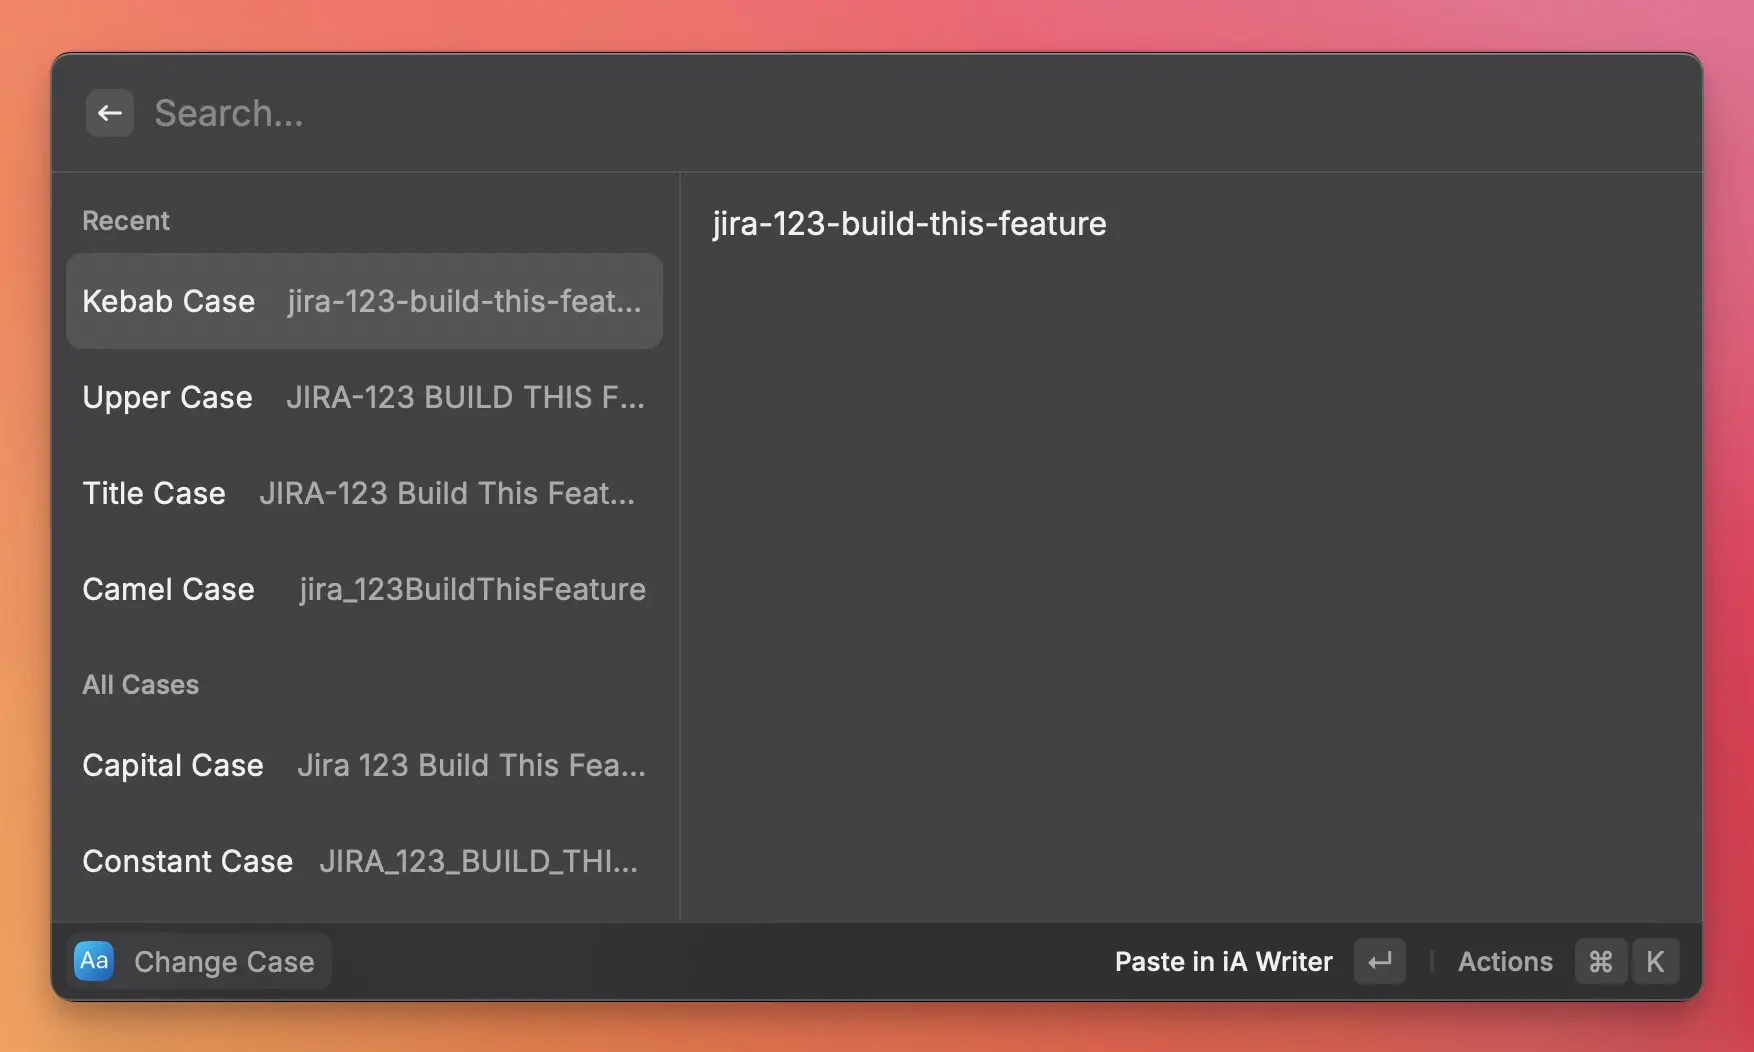 Search...
Recent
Kebab Case jira-123-build-this-feat...
Upper Case JIRA-123 BUILD THIS F...
Title Case JIRA-123 Build This Feat...
Camel Case jira_123BuildThisFeature
All Cases
Capital Case Jira 123 Build This Fea...
Constant Case JIRA_123_BUILD_THI...
jira-123-build-this-feature
Aa Change Case
Paste in iA Writer ↵ Actions ⌘ K